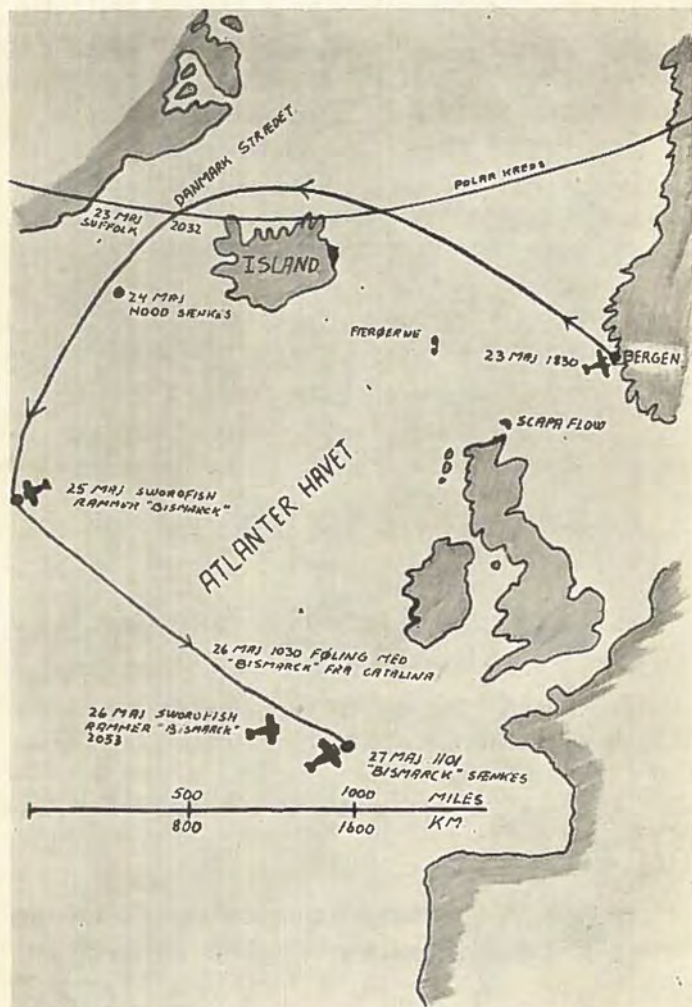 DANMARK STRÆDET
POLAR KREDS
23 MAJ
SUFFOLK
2032
ISLAND
24 MAJ
HOOD SÆNKES
FÆRØERNE
23 MAJ 1830
BERGEN
SCAPA FLOW
25 MAJ SWORDFISH
RAMMER "BISMARCK"
ATLANTER HAVET
26 MAJ 1030 FØLING MED
"BISMARCK" FRA CATALINA
26 MAJ SWORDFISH
RAMMER "BISMARCK"
2053
27 MAJ 1101
"BISMARCK" SÆNKES
500 1000 MILES
800 1600 KM